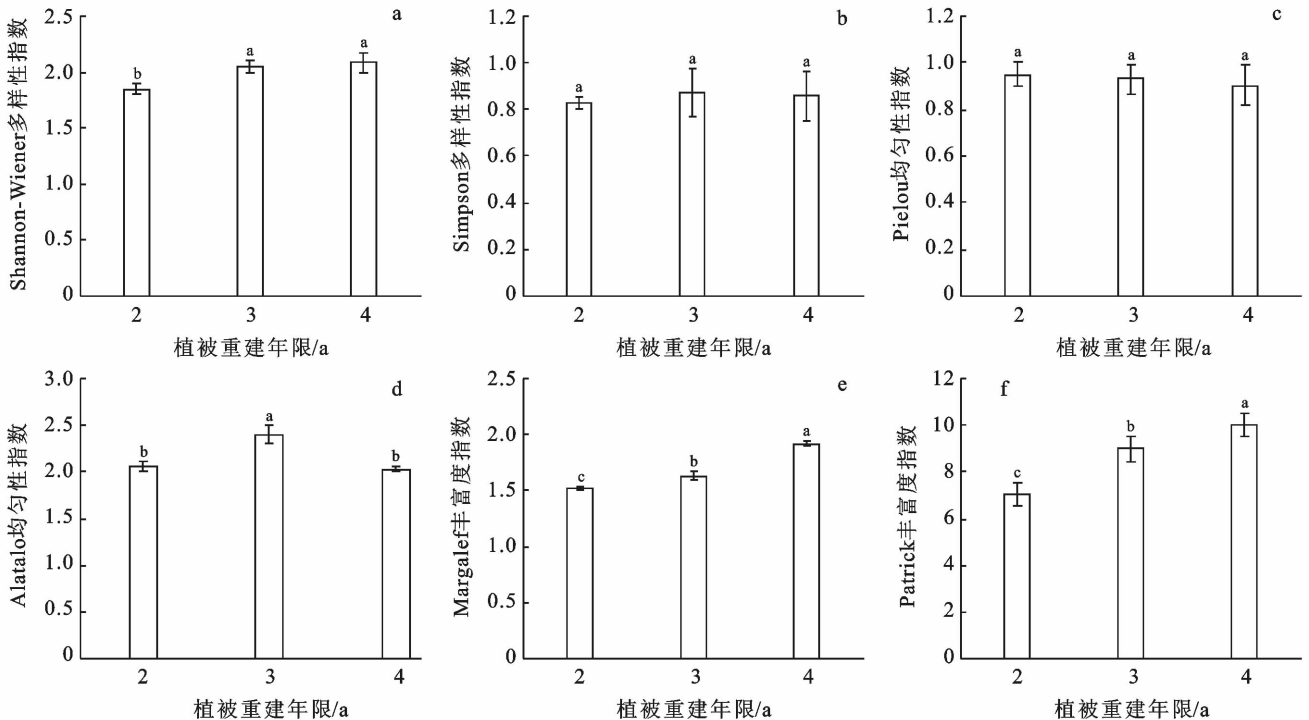 a
Shannon-Wiener多样性指数
2.5
2.0
1.5
1.0
0.5
0
b
a
a
2
3
4
植被重建年限/a
b
Simpson多样性指数
1.2
1.0
0.8
0.6
0.4
0.2
0
a
a
a
2
3
4
植被重建年限/a
c
Pielou均匀性指数
1.2
1.0
0.8
0.6
0.4
0.2
0
a
a
a
2
3
4
植被重建年限/a
d
Alatalo均匀性指数
3.0
2.5
2.0
1.5
1.0
0.5
0
b
a
b
2
3
4
植被重建年限/a
e
Margalef丰富度指数
2.5
2.0
1.5
1.0
0.5
0
c
b
a
2
3
4
植被重建年限/a
f
Patrick丰富度指数
12
10
8
6
4
2
0
c
b
a
2
3
4
植被重建年限/a